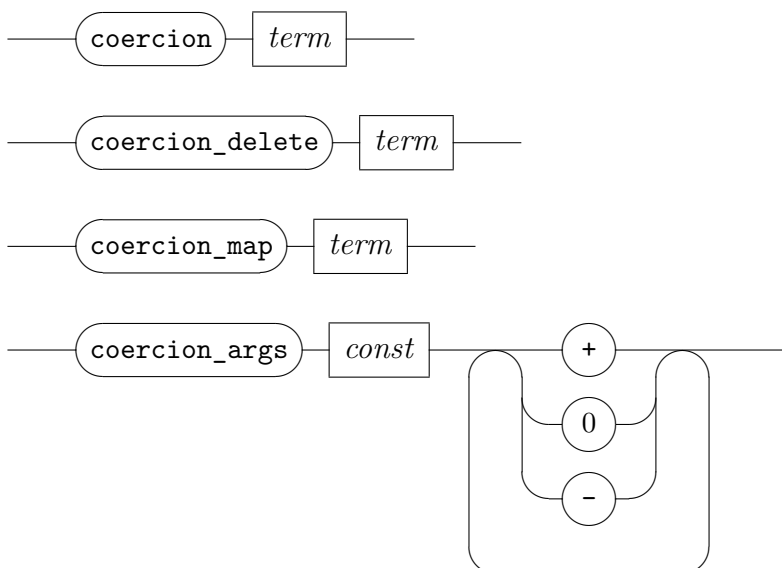 coercion term
coercion_delete term
coercion_map term
coercion_args const +
0
-